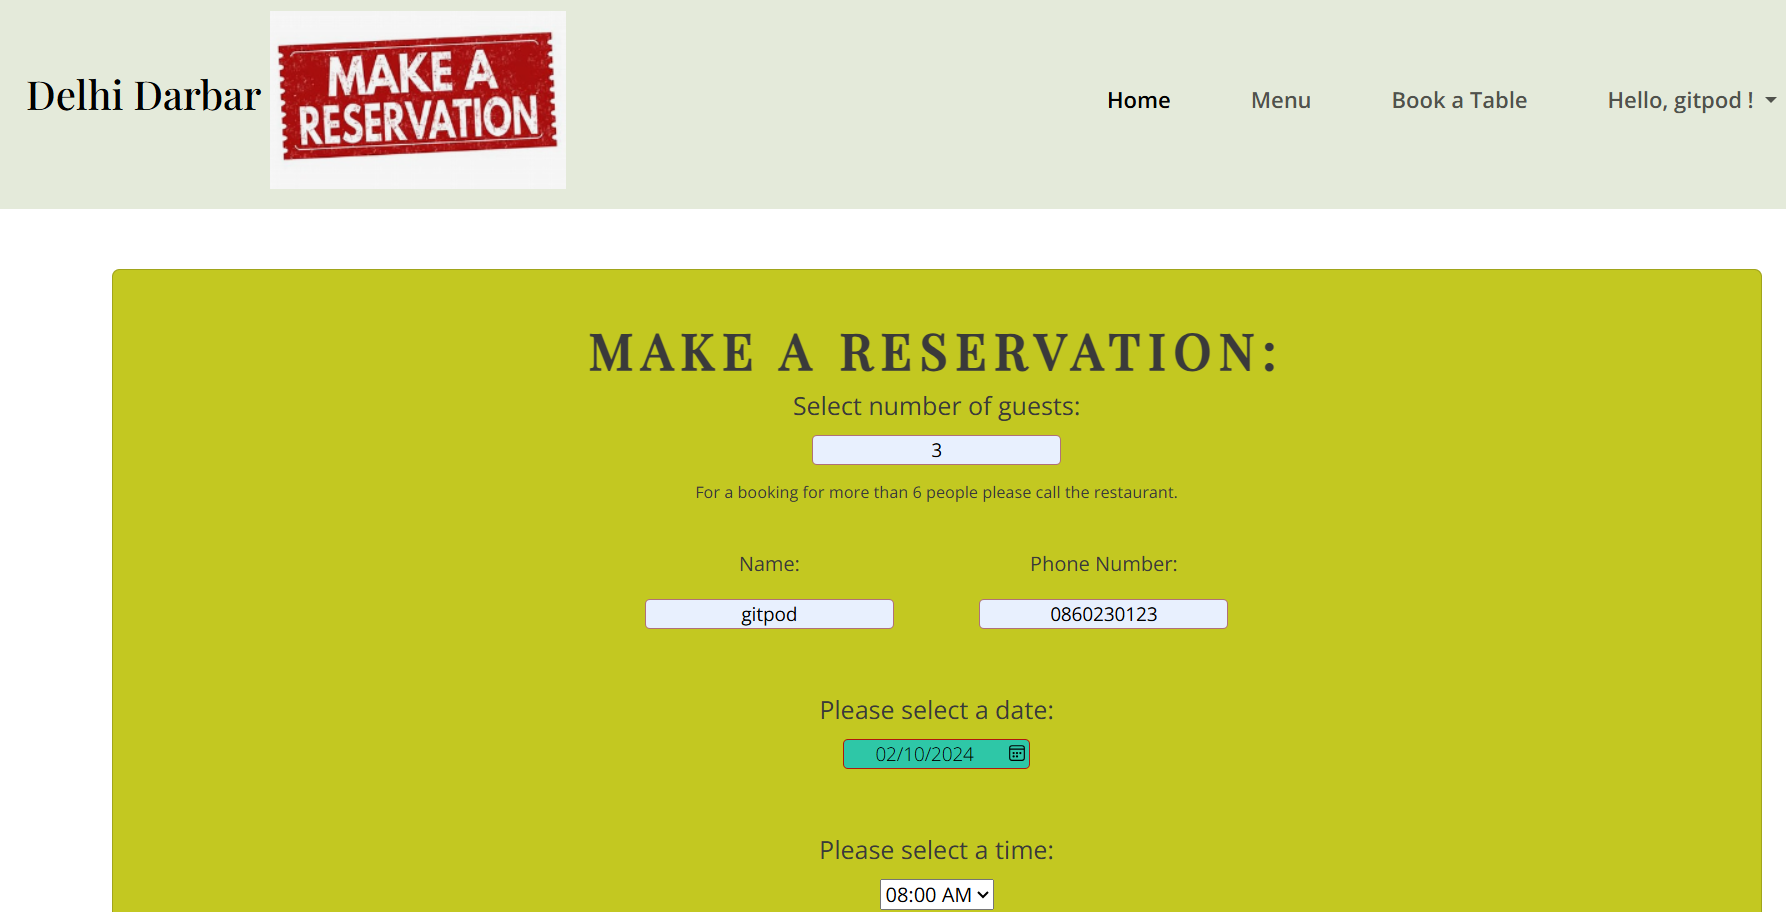 Delhi Darbar
MAKE A
RESERVATION
Home Menu Book a Table Hello, gitpod !
MAKE A RESERVATION:
Select number of guests:
3
For a booking for more than 6 people please call the restaurant.
Name: Phone Number:
gitpod 0860230123
Please select a date:
02/10/2024
Please select a time:
08:00 AM